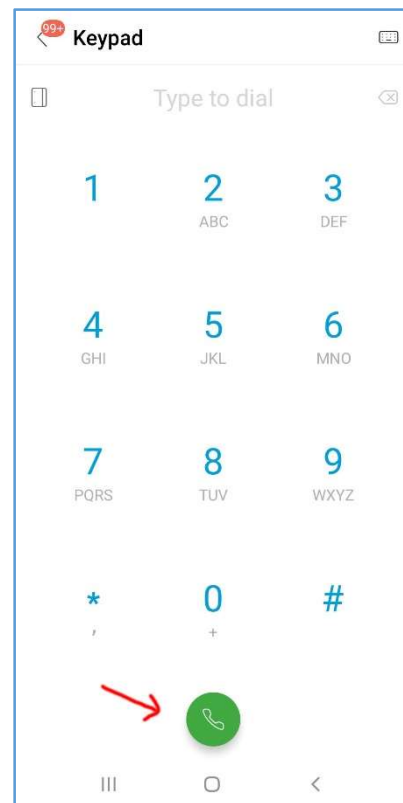 99+ Keypad
Type to dial
1 2 3
ABC DEF
4 5 6
GHI JKL MNO
7 8 9
PQRS TUV WXYZ
* 0 #
, +